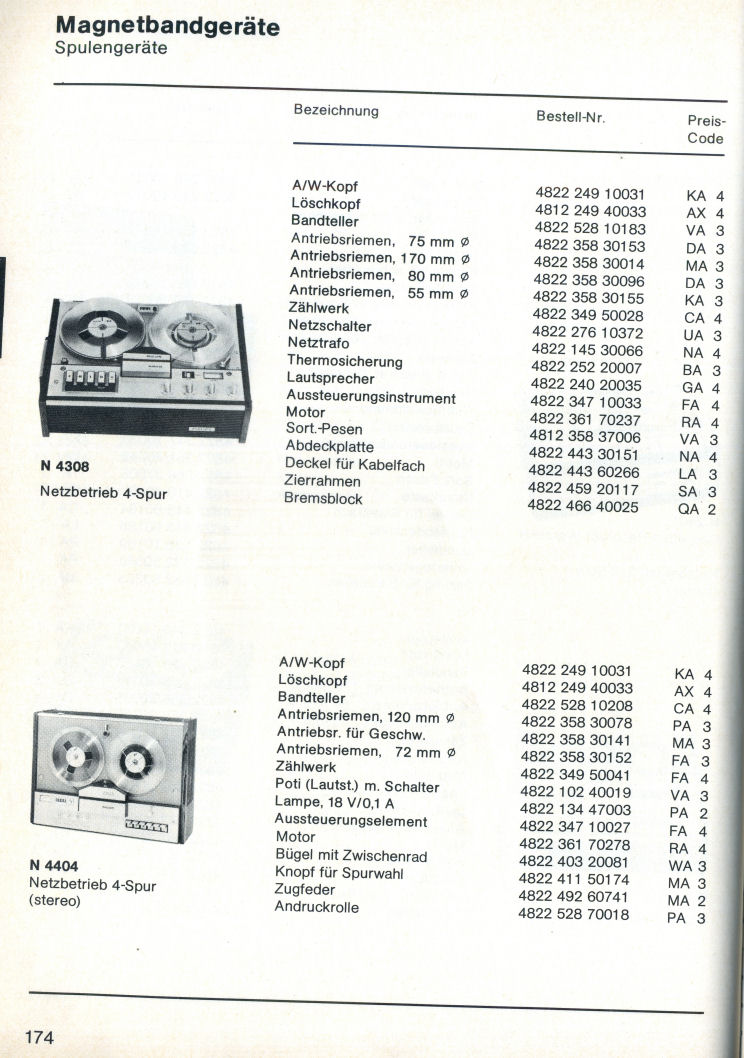 Magnetbandgeräte
Spulengeräte
Bezeichnung Bestell-Nr. Preis-
Code
A/W-Kopf 4822 249 10031 KA 4
Löschkopf 4812 249 40033 AX 4
Bandteller 4822 528 10183 VA 3
Antriebsriemen, 75 mm Ø 4822 358 30153 DA 3
Antriebsriemen, 170 mm Ø 4822 358 30014 MA 3
Antriebsriemen, 80 mm Ø 4822 358 30096 DA 3
Antriebsriemen, 55 mm Ø 4822 358 30155 KA 3
Zählwerk 4822 349 50028 CA 4
Netzschalter 4822 276 10372 UA 3
Netztrafo 4822 145 30066 NA 4
Thermosicherung 4822 252 20007 BA 3
Lautsprecher 4822 240 20035 GA 4
Aussteuerungsinstrument 4822 347 10033 FA 4
Motor 4822 361 70237 RA 4
Sort.-Pesen 4812 358 37006 VA 3
Abdeckplatte 4822 443 30151 NA 4
Deckel für Kabelfach 4822 443 60266 LA 3
Zierrahmen 4822 459 20117 SA 3
Bremsblock 4822 466 40025 QA 2
N 4308
Netzbetrieb 4-Spur
A/W-Kopf 4822 249 10031 KA 4
Löschkopf 4812 249 40033 AX 4
Bandteller 4822 528 10208 CA 4
Antriebsriemen, 120 mm Ø 4822 358 30078 PA 3
Antriebsr. für Geschw. 4822 358 30141 MA 3
Antriebsriemen, 72 mm Ø 4822 358 30152 FA 3
Zählwerk 4822 349 50041 FA 4
Poti (Lautst.) m. Schalter 4822 102 40019 VA 3
Lampe, 18 V/0,1 A 4822 134 47003 PA 2
Aussteuerungselement 4822 347 10027 FA 4
Motor 4822 361 70278 RA 4
Bügel mit Zwischenrad 4822 403 20081 WA 3
Knopf für Spurwahl 4822 411 50174 MA 3
Zugfeder 4822 492 60741 MA 2
Andruckrolle 4822 528 70018 PA 3
N 4404
Netzbetrieb 4-Spur
(stereo)
174